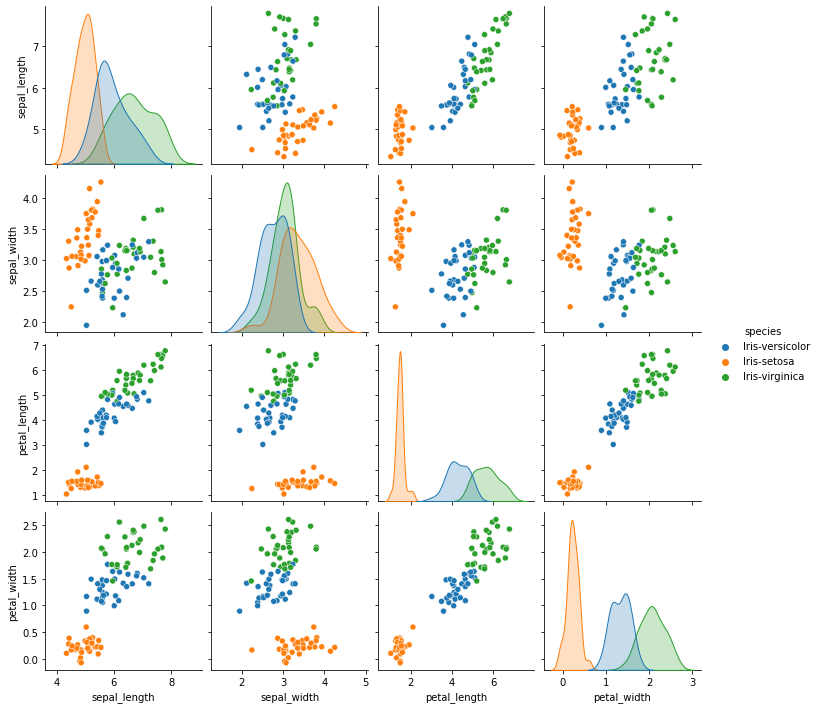 sepal_length
7
6
5
sepal_width
4.0
3.5
3.0
2.5
2.0
species
Iris-versicolor
Iris-setosa
Iris-virginica
petal_length
7
6
5
4
3
2
1
petal_width
2.5
2.0
1.5
1.0
0.5
0.0
4 6 8 2 3 4 5 2 4 6 0 1 2 3
sepal_length sepal_width petal_length petal_width